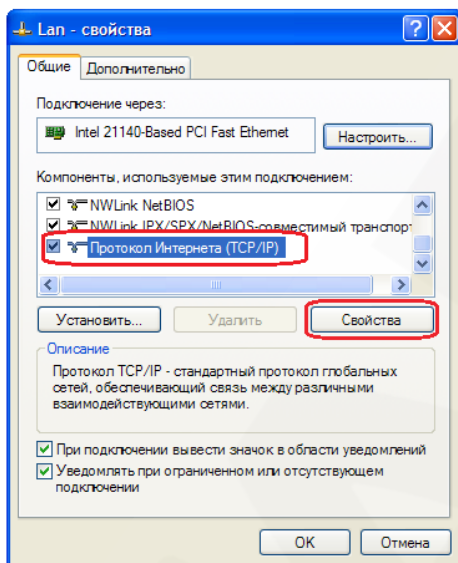 Lan - свойства
Общие
Дополнительно
Подключение через:
Intel 21140-Based PCI Fast Ethernet
Настроить...
Компоненты, используемые этим подключением:
NWLink NetBIOS
NWLink IPX/SPX/NetBIOS-совместимый транспорт
Протокол Интернета (TCP/IP)
Установить...
Удалить
Свойства
Описание
Протокол TCP/IP - стандартный протокол глобальных
сетей, обеспечивающий связь между различными
взаимодействующими сетями.
При подключении вывести значок в области уведомлений
Уведомлять при ограниченном или отсутствующем
подключении
OK
Отмена